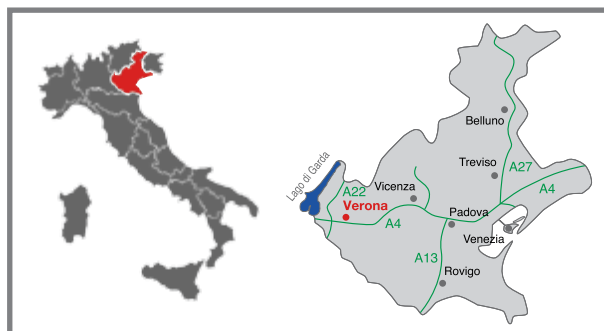 Belluno
Lago di Garda
Treviso
A27
A22
Vicenza
A4
Verona
Padova
A4
Venezia
A13
Rovigo